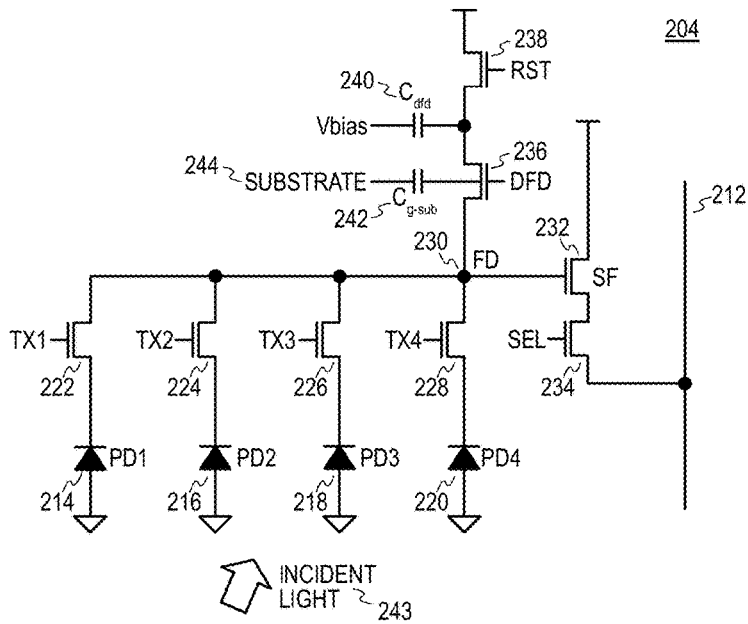 204
238
RST
240
Cdfd
Vbias
236
244
SUBSTRATE
DFD
242
Cg-sub
212
230
FD
232
SF
TX1
TX2
TX3
TX4
SEL
222
224
226
228
234
PD1
PD2
PD3
PD4
214
216
218
220
INCIDENT
LIGHT
243